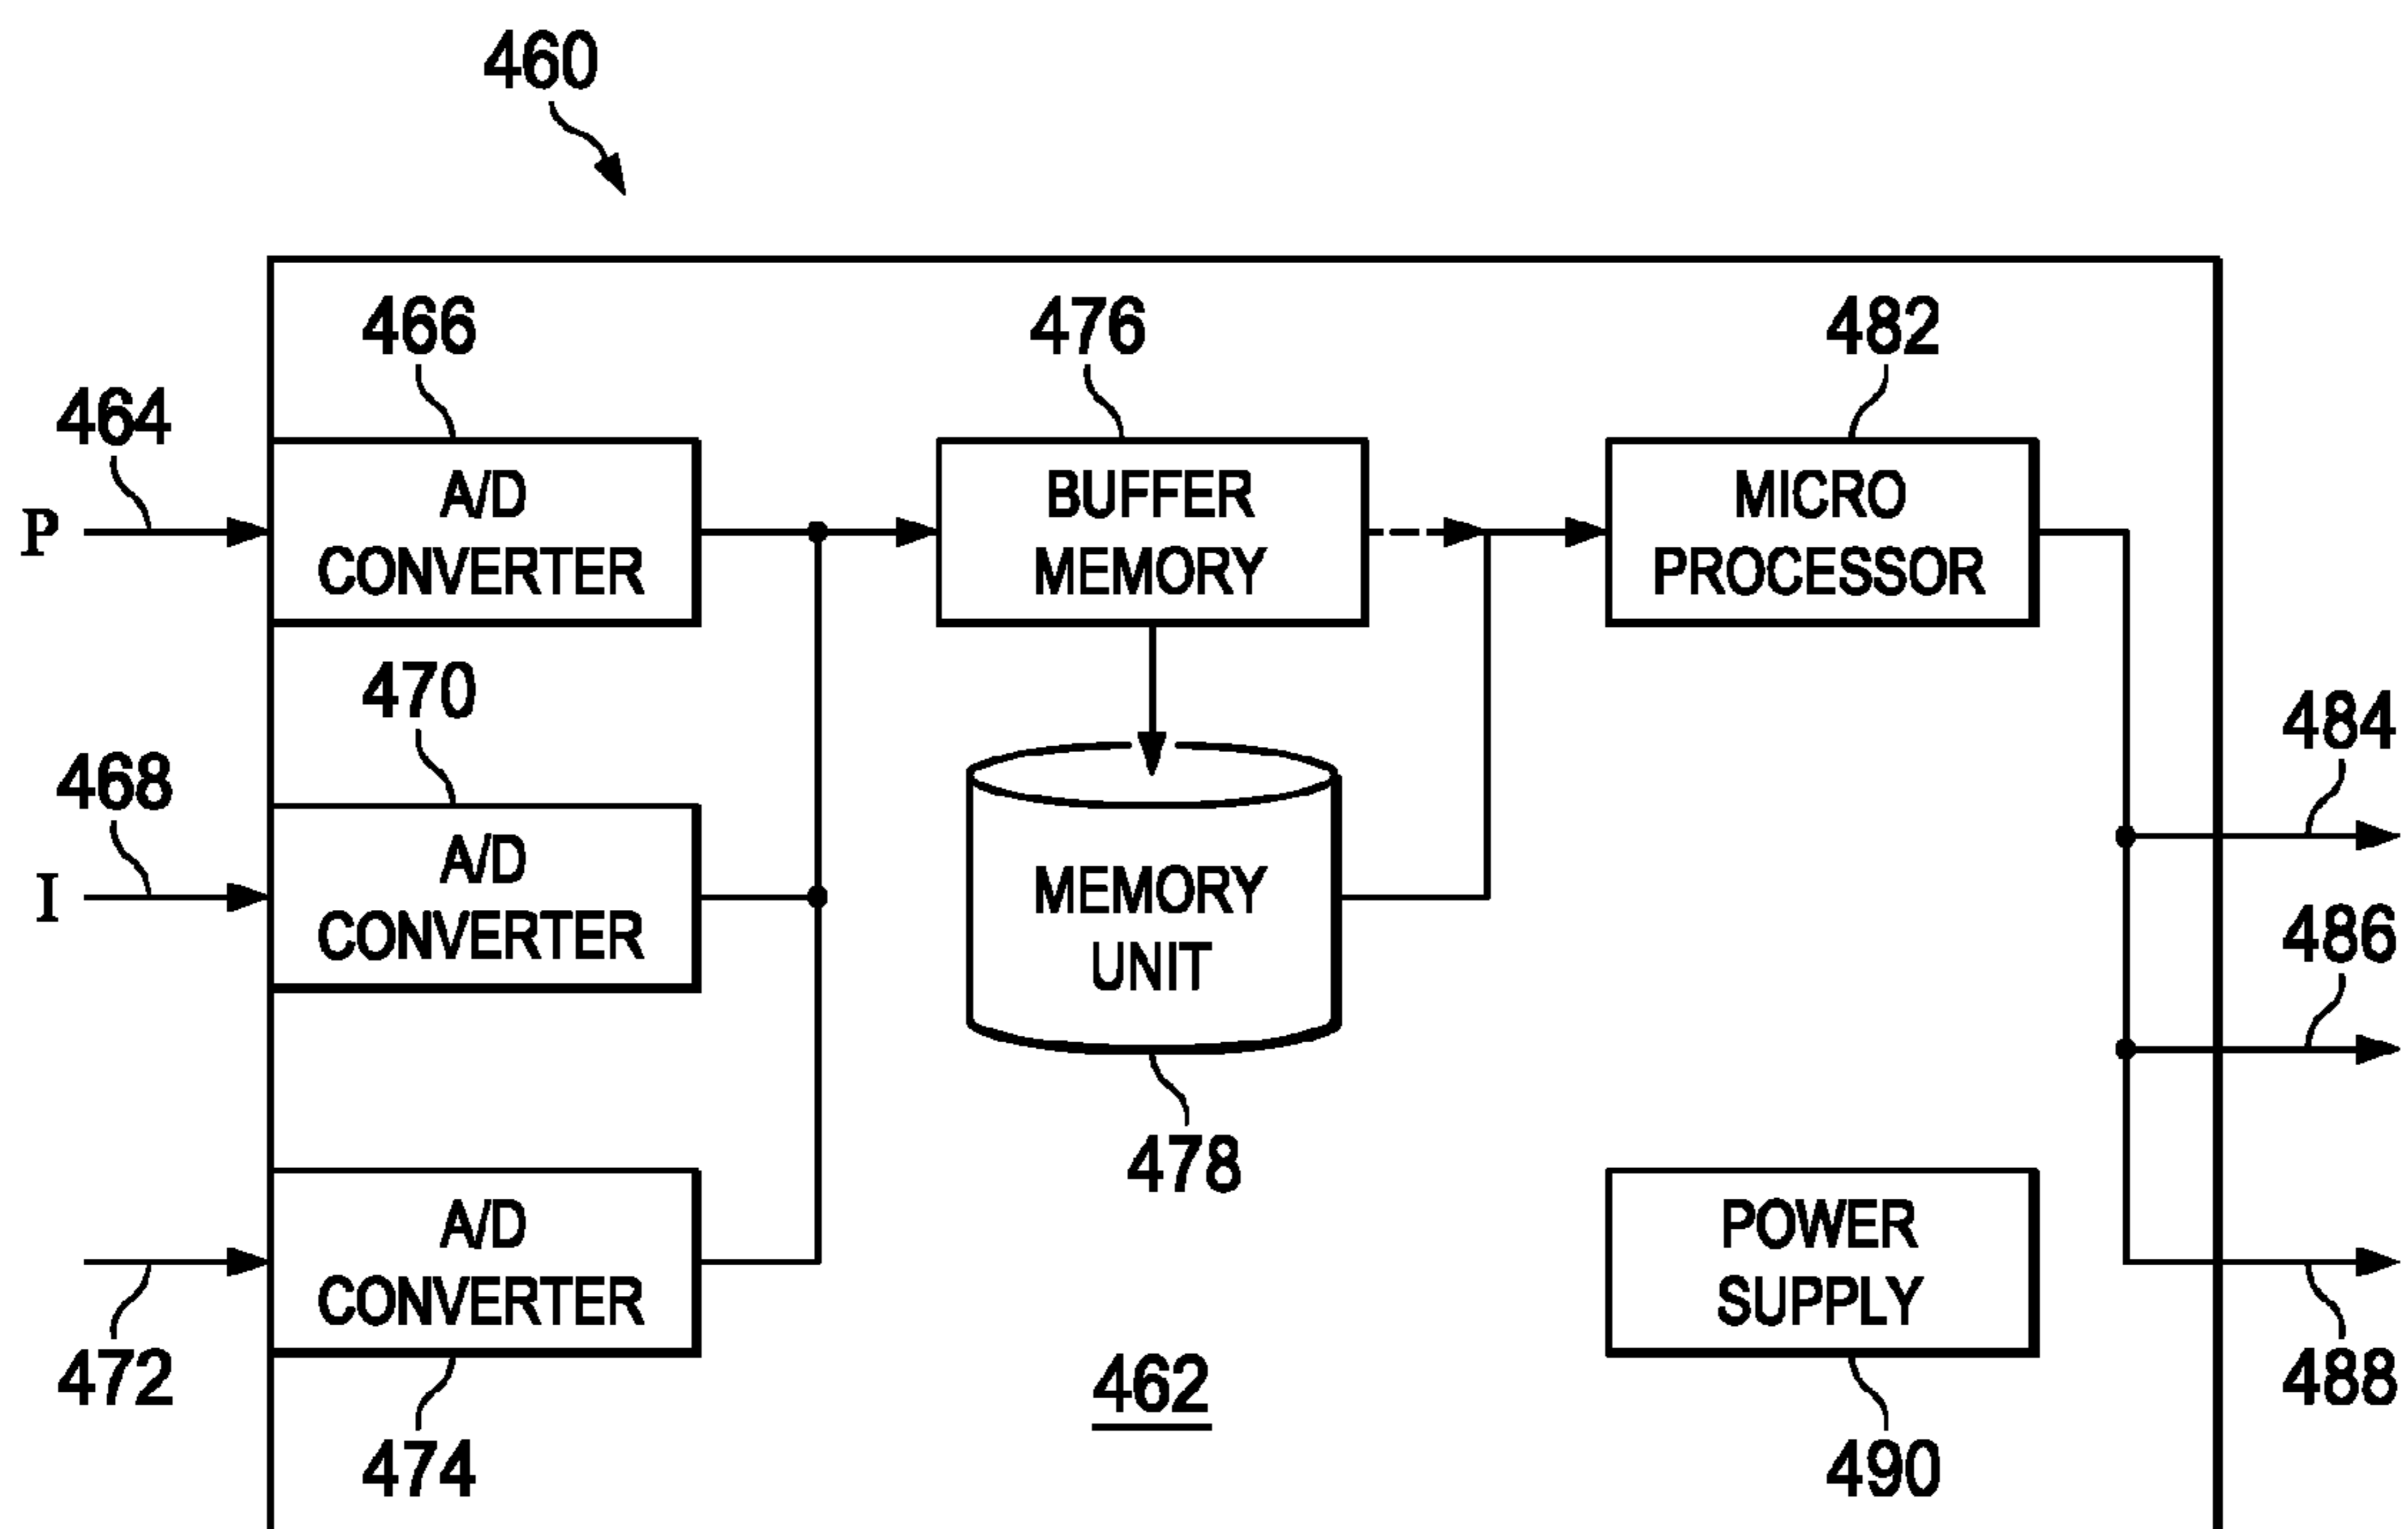 460
466
476
482
464
P
A/D
CONVERTER
BUFFER
MEMORY
MICRO
PROCESSOR
470
468
I
A/D
CONVERTER
MEMORY
UNIT
484
486
478
A/D
CONVERTER
POWER
SUPPLY
472
474
462
490
488